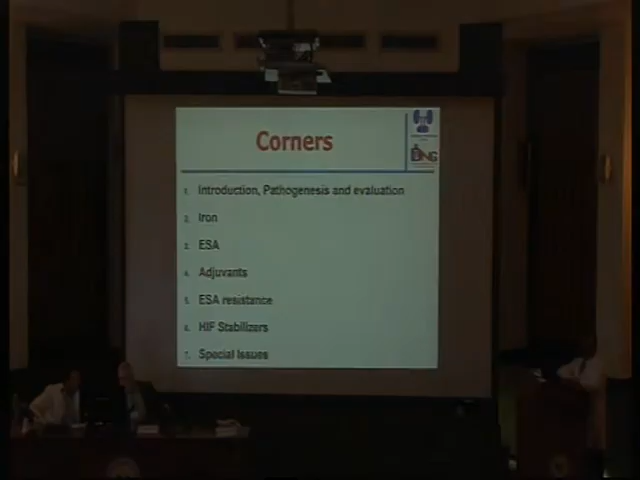 Corners
1. Introduction, Pathogenesis and evaluation
2. Iron
3. ESA
4. Adjuvants
5. ESA resistance
6. HIF Stabilizers
7. Special Issues